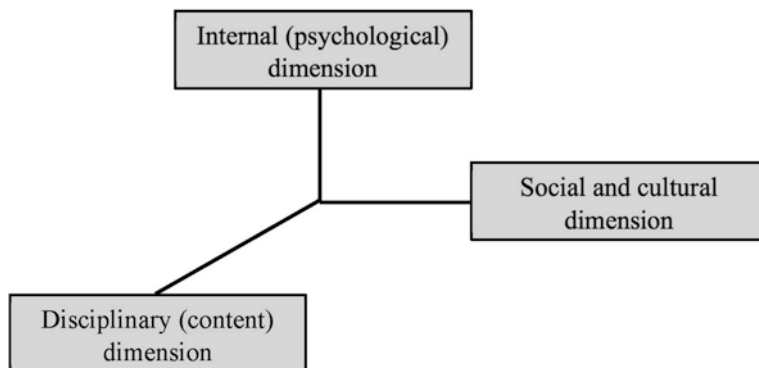 Internal (psychological)
dimension
Social and cultural
dimension
Disciplinary (content)
dimension